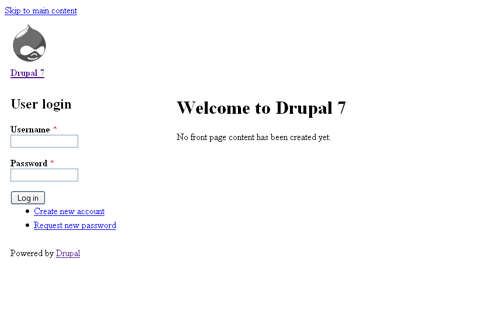 Skip to main content
Drupal 7
User login
Username *
Password *
Log in
Create new account
Request new password
Powered by Drupal
Welcome to Drupal 7
No front page content has been created yet.